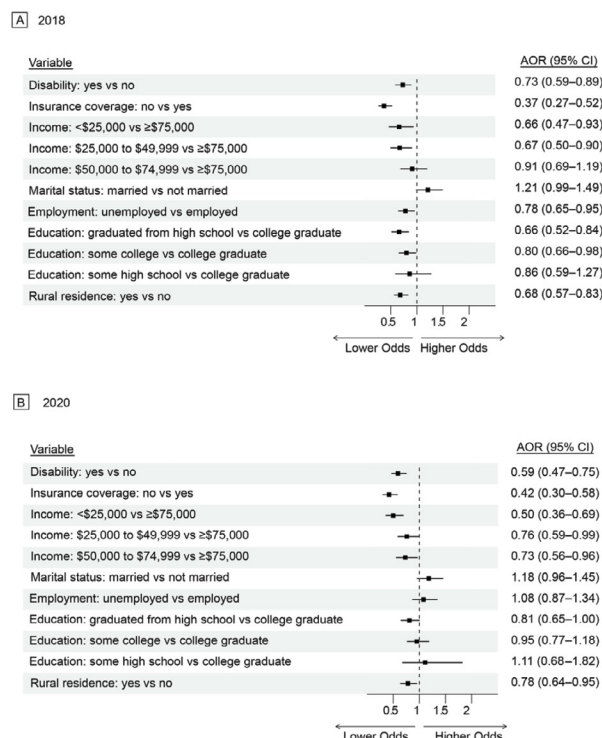 A 2018
Variable AOR (95% CI)
Disability: yes vs no 0.73 (0.59–0.89)
Insurance coverage: no vs yes 0.37 (0.27–0.52)
Income: <$25,000 vs ≥$75,000 0.66 (0.47–0.93)
Income: $25,000 to $49,999 vs ≥$75,000 0.67 (0.50–0.90)
Income: $50,000 to $74,999 vs ≥$75,000 0.91 (0.69–1.19)
Marital status: married vs not married 1.21 (0.99–1.49)
Employment: unemployed vs employed 0.78 (0.65–0.95)
Education: graduated from high school vs college graduate 0.66 (0.52–0.84)
Education: some college vs college graduate 0.80 (0.66–0.98)
Education: some high school vs college graduate 0.86 (0.59–1.27)
Rural residence: yes vs no 0.68 (0.57–0.83)
0.5 1 1.5 2
Lower Odds Higher Odds
B 2020
Variable AOR (95% CI)
Disability: yes vs no 0.59 (0.47–0.75)
Insurance coverage: no vs yes 0.42 (0.30–0.58)
Income: <$25,000 vs ≥$75,000 0.50 (0.36–0.69)
Income: $25,000 to $49,999 vs ≥$75,000 0.76 (0.59–0.99)
Income: $50,000 to $74,999 vs ≥$75,000 0.73 (0.56–0.96)
Marital status: married vs not married 1.18 (0.96–1.45)
Employment: unemployed vs employed 1.08 (0.87–1.34)
Education: graduated from high school vs college graduate 0.81 (0.65–1.00)
Education: some college vs college graduate 0.95 (0.77–1.18)
Education: some high school vs college graduate 1.11 (0.68–1.82)
Rural residence: yes vs no 0.78 (0.64–0.95)
0.5 1 1.5 2
Lower Odds Higher Odds